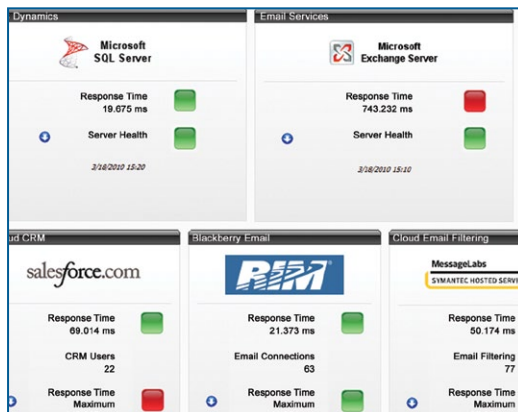 Dynamics
Microsoft
SQL Server
Response Time
19.675 ms
Server Health
3/18/2010 15:20
Email Services
Microsoft
Exchange Server
Response Time
743.232 ms
Server Health
3/18/2010 15:10
ud CRM
salesforce.com
Response Time
69.014 ms
CRM Users
22
Response Time
Maximum
Blackberry Email
RIM
Response Time
21.373 ms
Email Connections
63
Response Time
Maximum
Cloud Email Filtering
MessageLabs
SYMANTEC HOSTED SERV
Response Time
50.174 ms
Email Filtering
77
Response Time
Maximum